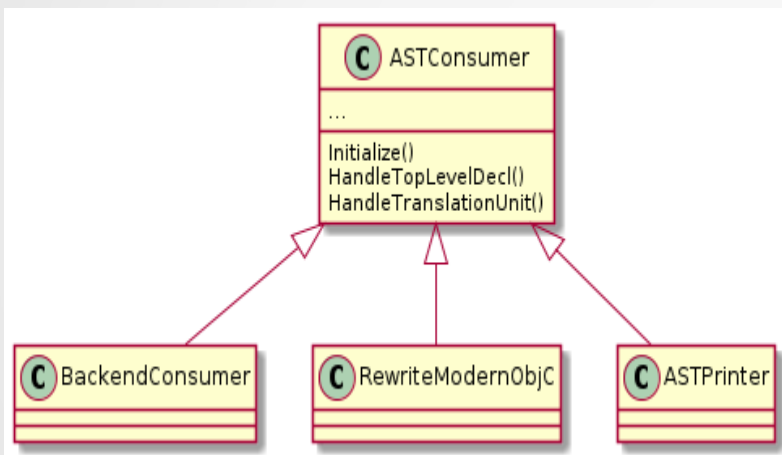 C ASTConsumer
...
Initialize()
HandleTopLevelDecl()
HandleTranslationUnit()
C BackendConsumer
C RewriteModernObjC
C ASTPrinter